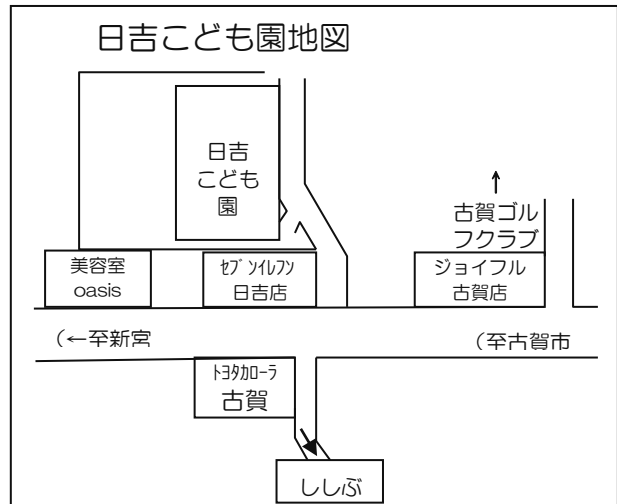 日吉こども園地図
日吉
こども
園
↑
古賀ゴル
フクラブ
美容室
oasis
ｾﾌﾞﾝｲﾚﾌﾞﾝ
日吉店
ジョイフル
古賀店
（←至新宮
（至古賀市
ﾄﾖﾀｶﾛｰﾗ
古賀
ししぶ